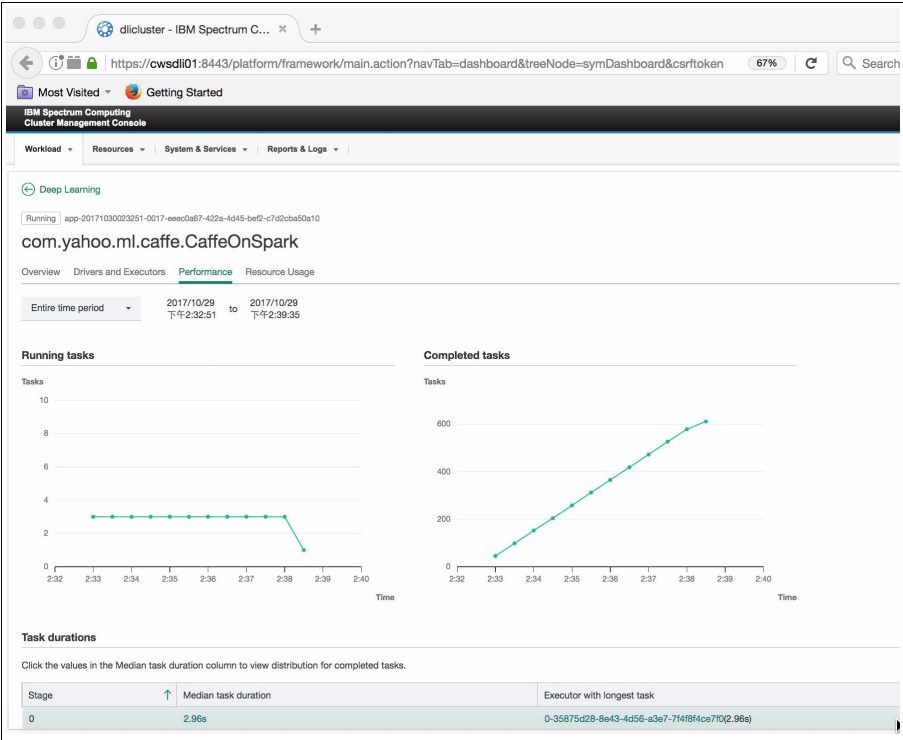 dlicluster - IBM Spectrum C... × +
https://cwsdli01:8443/platform/framework/main.action?navTab=dashboard&treeNode=symDashboard&csrftoken 67% Search
Most Visited Getting Started
IBM Spectrum Computing
Cluster Management Console
Workload Resources System & Services Reports & Logs
Deep Learning
Running app-20171030023251-0017-eeec0a67-422a-4d45-bef2-c7d2cba50a10
com.yahoo.ml.caffe.CaffeOnSpark
Overview Drivers and Executors Performance Resource Usage
Entire time period 2017/10/29 下午2:32:51 to 2017/10/29 下午2:39:35
Running tasks
Tasks
10
8
6
4
2
0
2:32 2:33 2:34 2:35 2:36 2:37 2:38 2:39 2:40
Time
Completed tasks
Tasks
600
400
200
0
2:32 2:33 2:34 2:35 2:36 2:37 2:38 2:39 2:40
Time
Task durations
Click the values in the Median task duration column to view distribution for completed tasks.
Stage Median task duration Executor with longest task
0 2.96s 0-35875d28-8e43-4d56-a3e7-7f4f8f4ce7f0(2.96s)